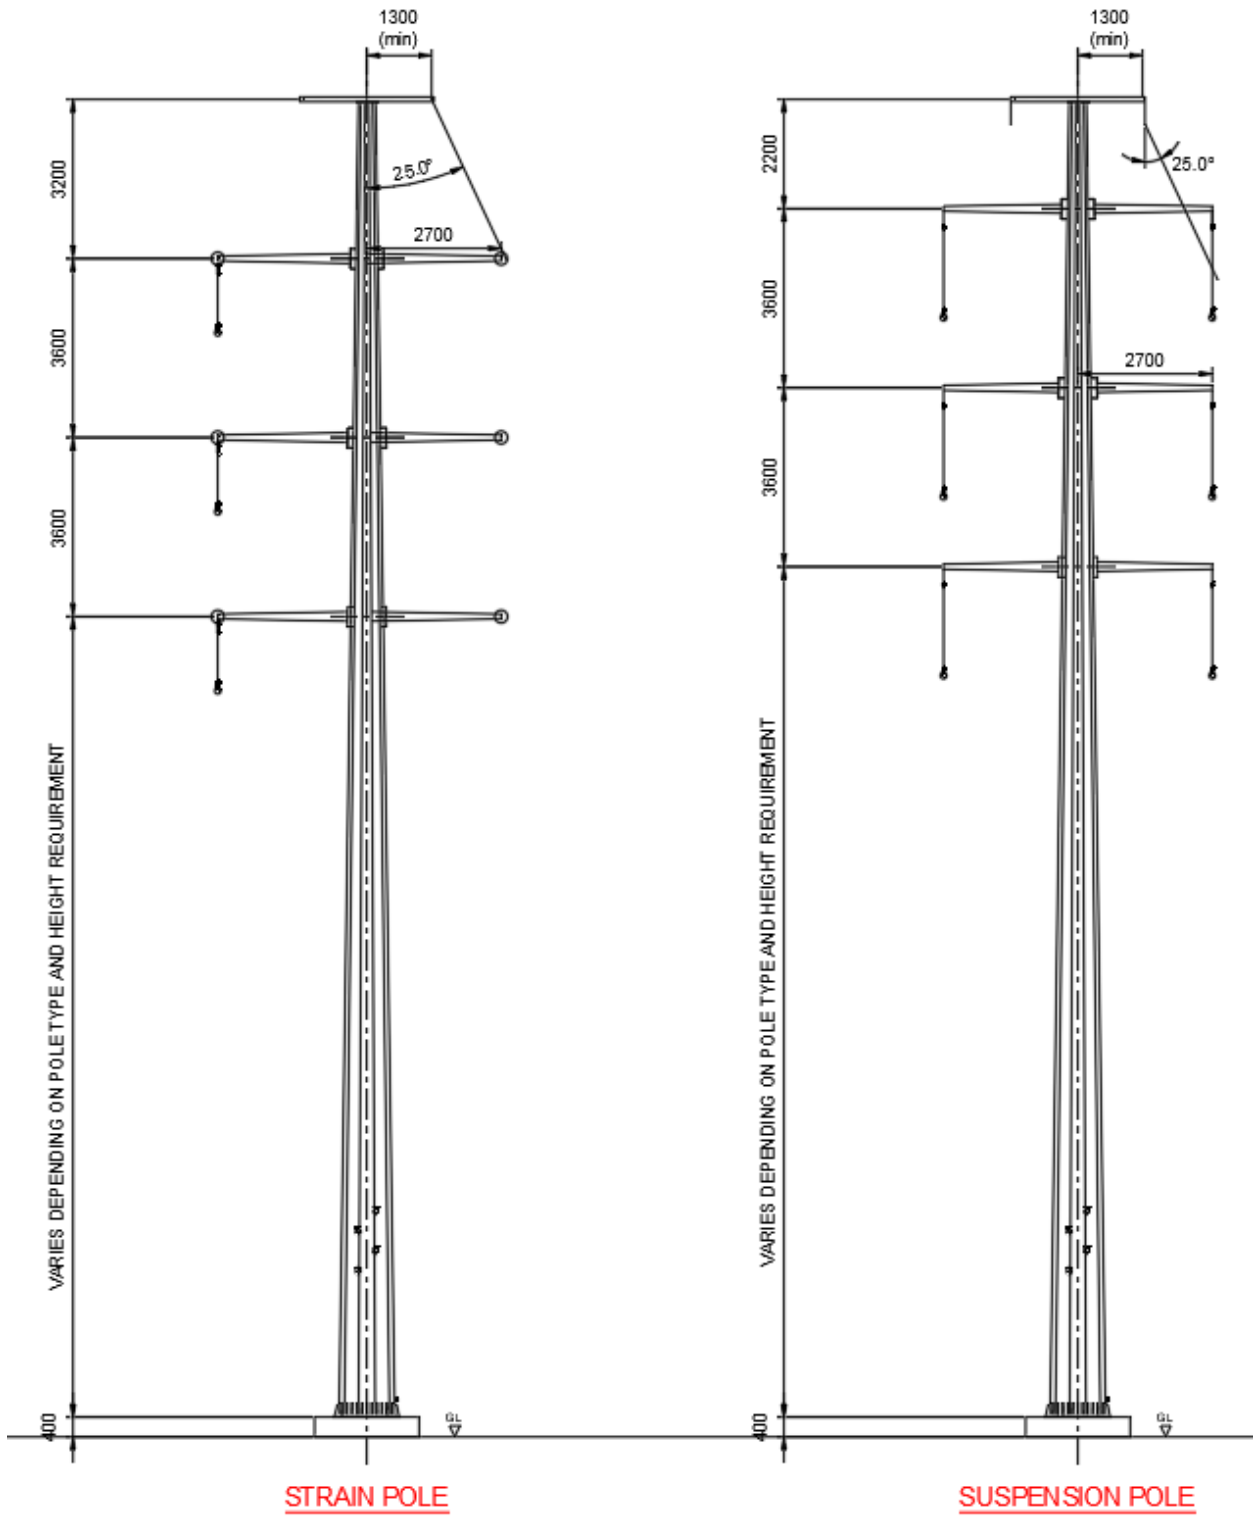 1300
(min)
3200
25.0°
2700
3600
3600
VARIES DEPENDING ON POLE TYPE AND HEIGHT REQUIREMENT
400
GL
STRAIN POLE
1300
(min)
2200
25.0°
3600
2700
3600
VARIES DEPENDING ON POLE TYPE AND HEIGHT REQUIREMENT
400
GL
SUSPENSION POLE